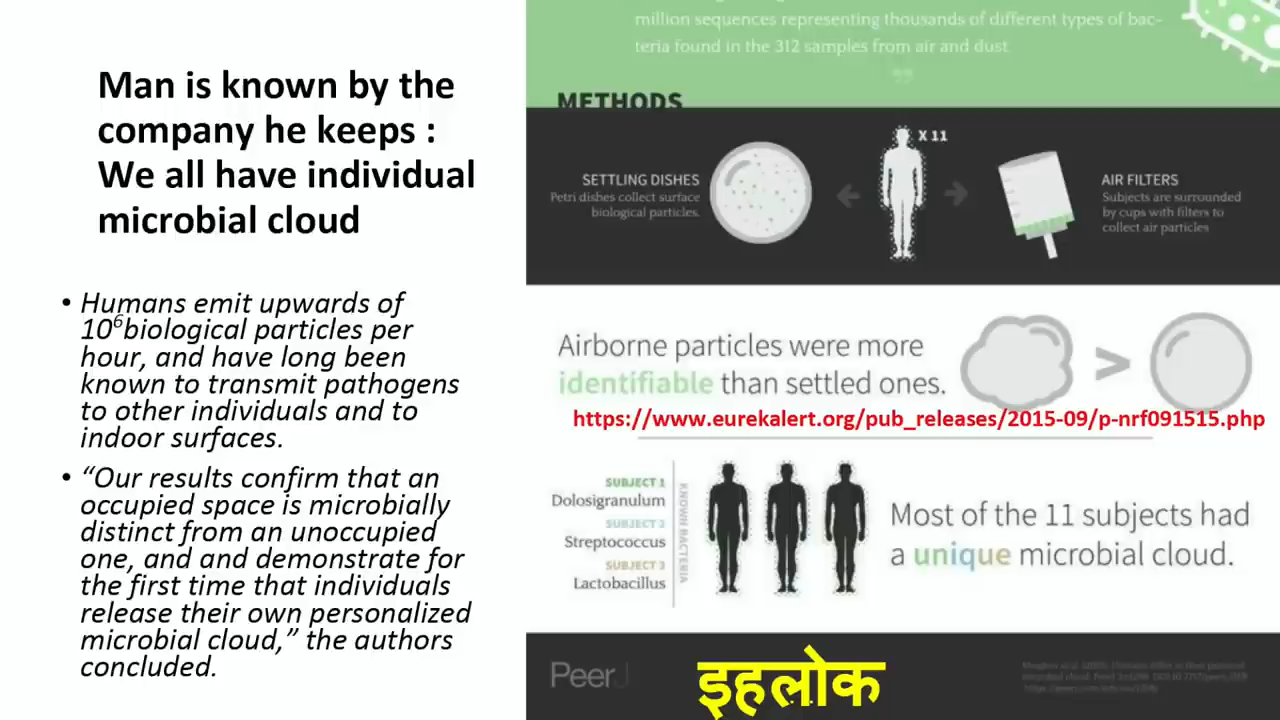 Man is known by the
company he keeps :
We all have individual
microbial cloud
• Humans emit upwards of
10⁶biological particles per
hour, and have long been
known to transmit pathogens
to other individuals and to
indoor surfaces.
• “Our results confirm that an
occupied space is microbially
distinct from an unoccupied
one, and and demonstrate for
the first time that individuals
release their own personalized
microbial cloud,” the authors
concluded.
million sequences representing thousands of different types of bac-
teria found in the 312 samples from air and dust
METHODS
X 11
SETTLING DISHES
Petri dishes collect surface
biological particles.
AIR FILTERS
Subjects are surrounded
by cups with filters to
collect air particles
Airborne particles were more
identifiable than settled ones.
>
https://www.eurekalert.org/pub_releases/2015-09/p-nrf091515.php
SUBJECT 1
Dolosigranulum
SUBJECT 2
Streptococcus
SUBJECT 3
Lactobacillus
KNOWN BACTERIA
Most of the 11 subjects had
a unique microbial cloud.
PeerJ
इहलोक